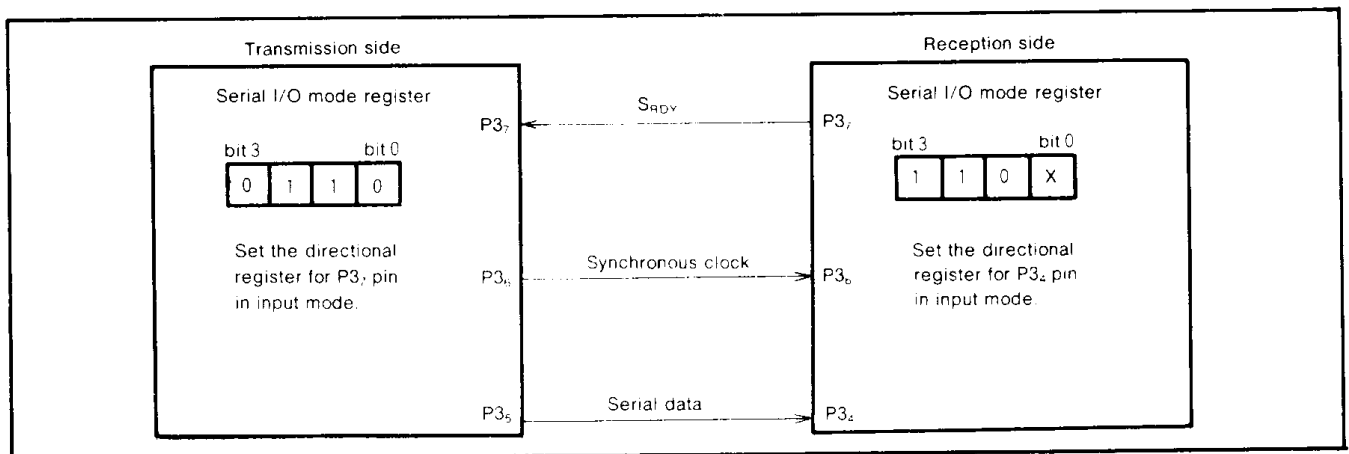 Transmission side
Serial I/O mode register
bit 3 bit 0
0 1 1 0
Set the directional
register for P3₇ pin
in input mode.
P3₇
P3₆
P3₅
S_RDY
Synchronous clock
Serial data
Reception side
Serial I/O mode register
bit 3 bit 0
1 1 0 X
Set the directional
register for P3₄ pin
in input mode.
P3₇
P3₆
P3₄